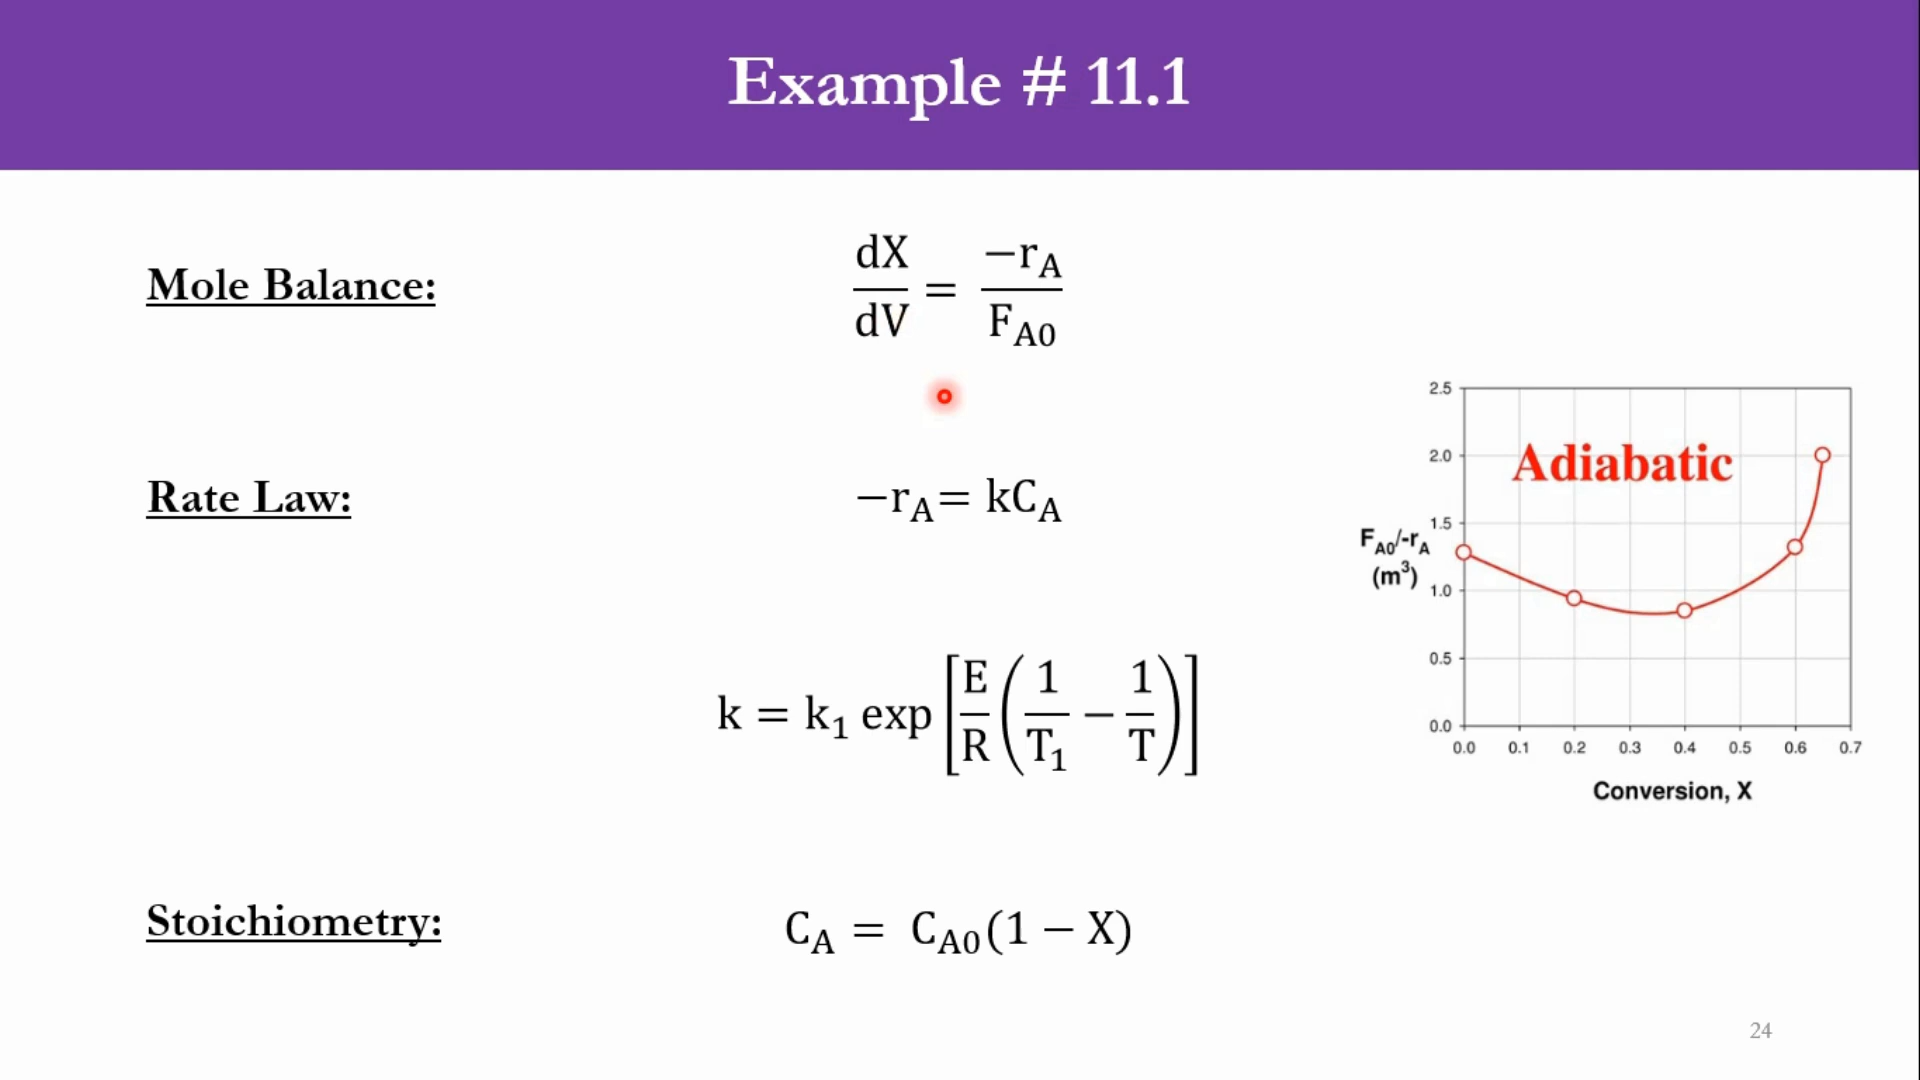 Example # 11.1
Mole Balance:
dX/dV = −r_A/F_A0
Rate Law:
−r_A= kC_A
k = k_1 exp[E/R(1/T_1 − 1/T)]
Stoichiometry:
C_A = C_A0(1 − X)
Adiabatic
F_A0/-r_A
(m^3)
2.5
2.0
1.5
1.0
0.5
0.0
0.0 0.1 0.2 0.3 0.4 0.5 0.6 0.7
Conversion, X
24